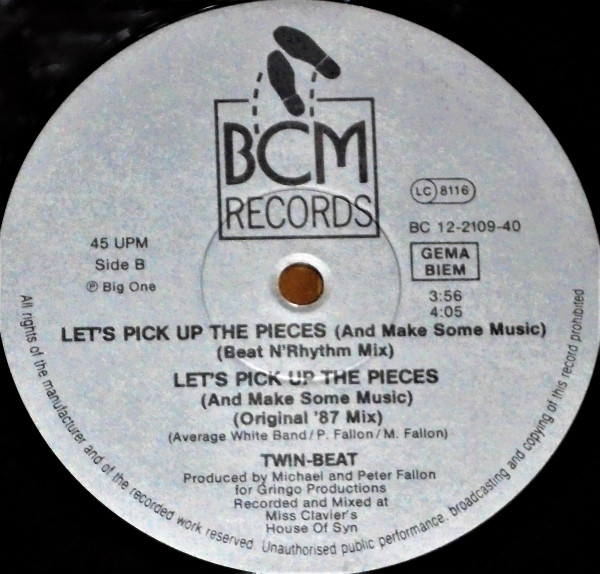 BCM
RECORDS
LC 8116
BC 12-2109-40
45 UPM
Side B
℗ Big One
GEMA
BIEM
3:56
4:05
LET'S PICK UP THE PIECES (And Make Some Music)
(Beat N'Rhythm Mix)
LET'S PICK UP THE PIECES
(And Make Some Music)
(Original '87 Mix)
(Average White Band/P. Fallon/M. Fallon)
TWIN-BEAT
Produced by Michael and Peter Fallon
for Gringo Productions
Recorded and Mixed at
Miss Clavier's
House Of Syn
All rights of the manufacturer and of the recorded work reserved. Unauthorised public performance, broadcasting and copying of this record prohibited